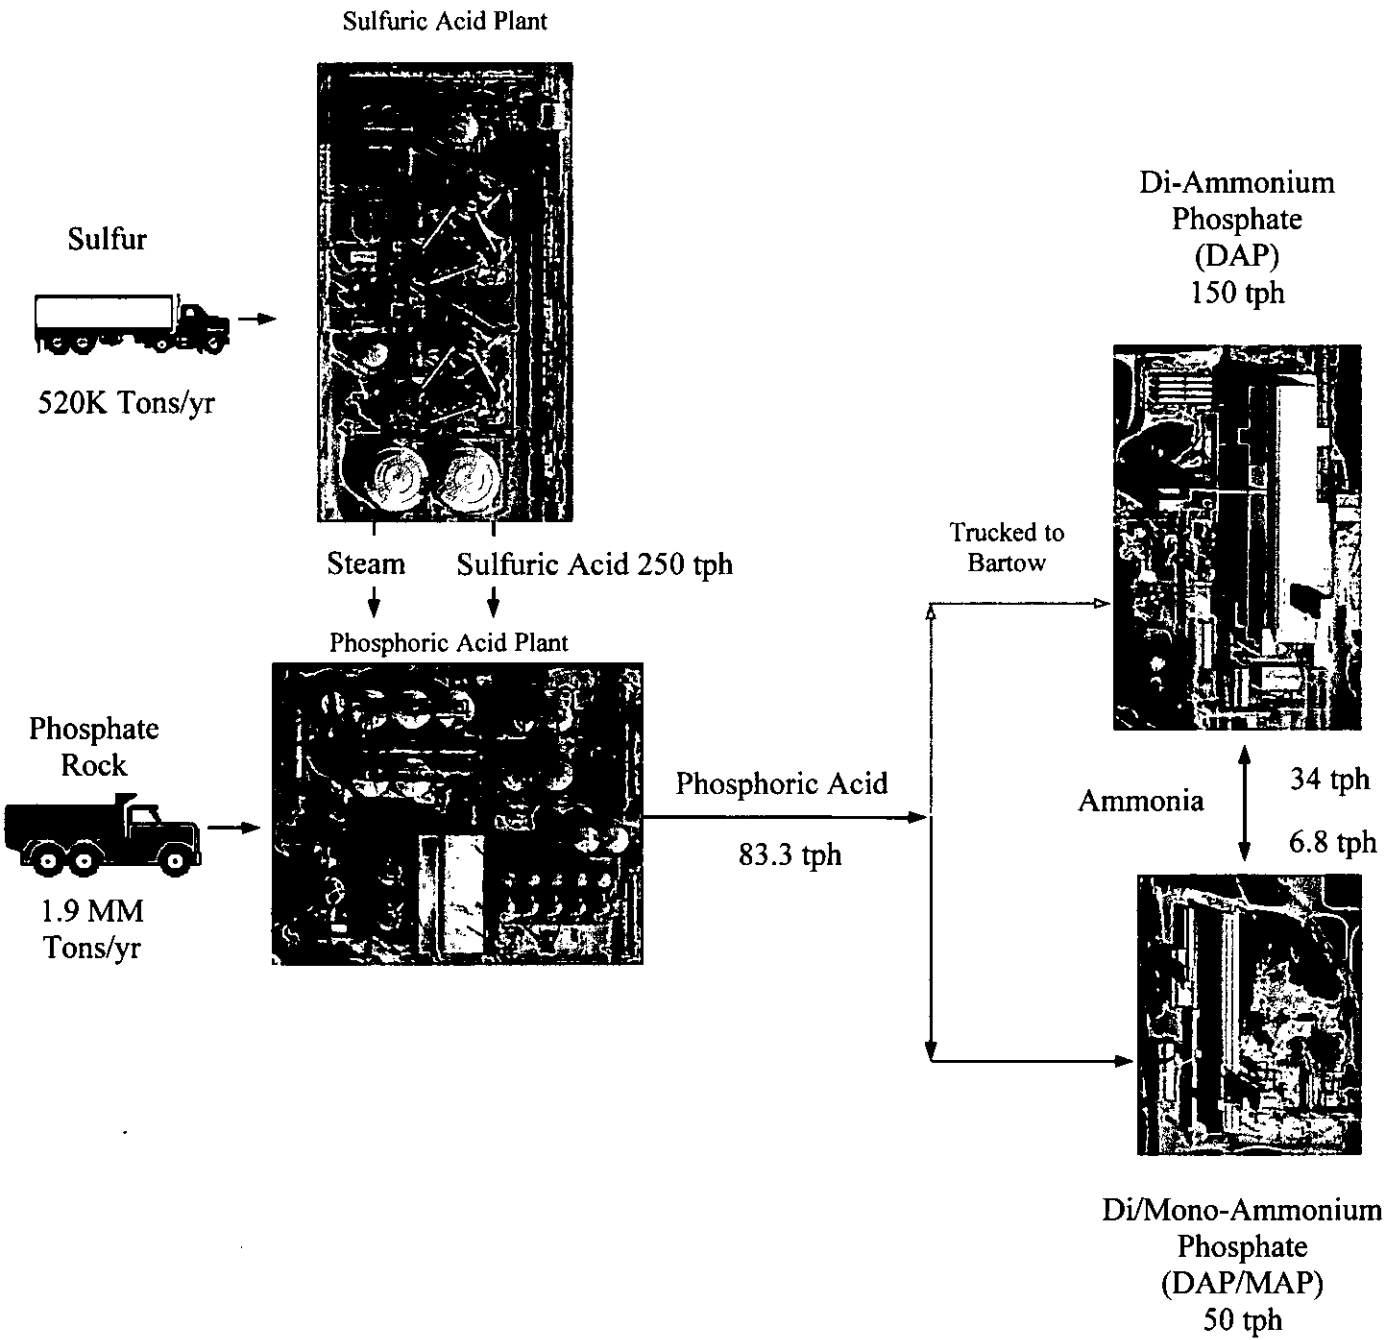 Sulfuric Acid Plant
Sulfur
520K Tons/yr
Steam
Sulfuric Acid 250 tph
Phosphoric Acid Plant
Phosphate
Rock
1.9 MM
Tons/yr
Phosphoric Acid
83.3 tph
Trucked to
Bartow
Di-Ammonium
Phosphate
(DAP)
150 tph
Ammonia
34 tph
6.8 tph
Di/Mono-Ammonium
Phosphate
(DAP/MAP)
50 tph